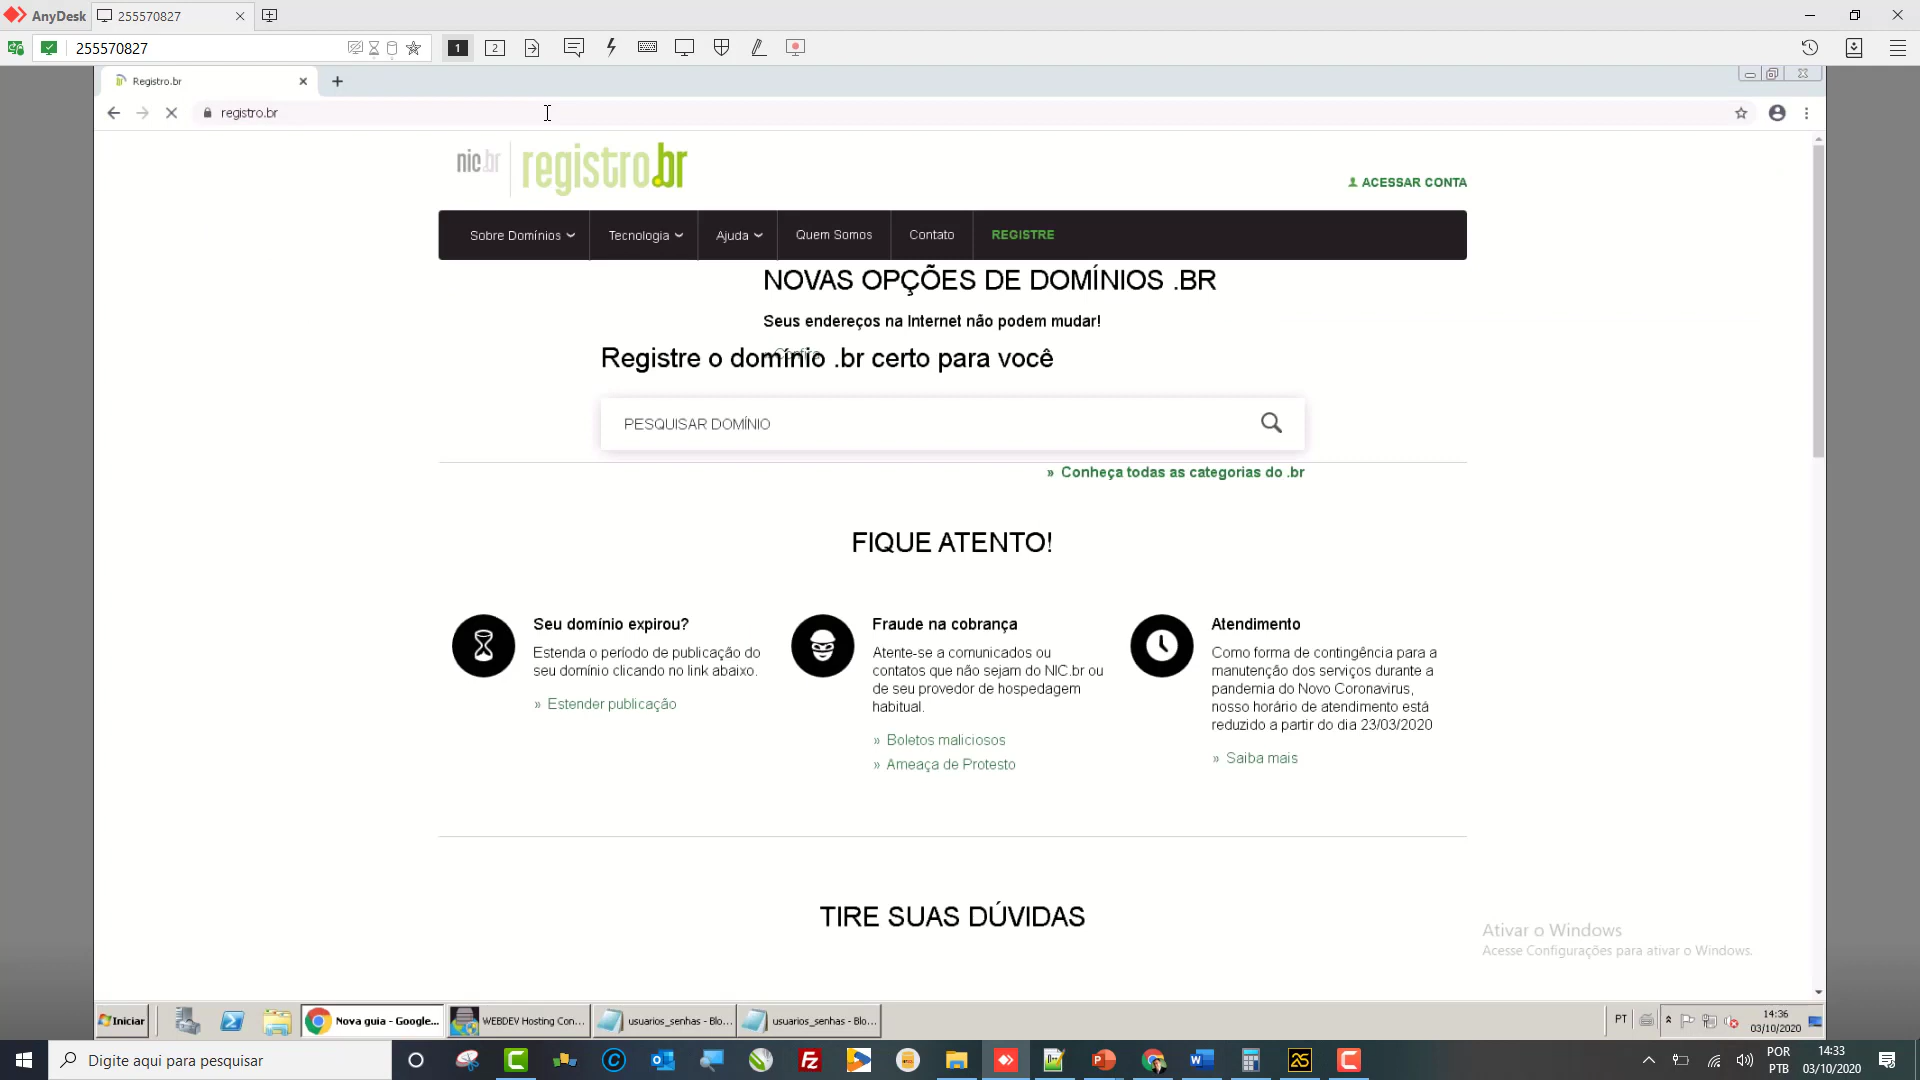 AnyDesk 255570827
255570827
1 2
Registro.br
registro.br
nic.br registro.br
ACESSAR CONTA
Sobre Domínios Tecnologia Ajuda Quem Somos Contato REGISTRE
NOVAS OPÇÕES DE DOMÍNIOS .BR
Seus endereços na Internet não podem mudar!
Confira
Registre o domínio .br certo para você
PESQUISAR DOMÍNIO
» Conheça todas as categorias do .br
FIQUE ATENTO!
Seu domínio expirou?
Estenda o período de publicação do
seu domínio clicando no link abaixo.
» Estender publicação
Fraude na cobrança
Atente-se a comunicados ou
contatos que não sejam do NIC.br ou
de seu provedor de hospedagem
habitual.
» Boletos maliciosos
» Ameaça de Protesto
Atendimento
Como forma de contingência para a
manutenção dos serviços durante a
pandemia do Novo Coronavirus,
nosso horário de atendimento está
reduzido a partir do dia 23/03/2020
» Saiba mais
TIRE SUAS DÚVIDAS
Ativar o Windows
Acesse Configurações para ativar o Windows.
Iniciar Nova guia - Google... WEBDEV Hosting Con... usuarios_senhas - Blo... usuarios_senhas - Blo... PT 14:36
03/10/2020
Digite aqui para pesquisar
POR
PTB
14:33
03/10/2020